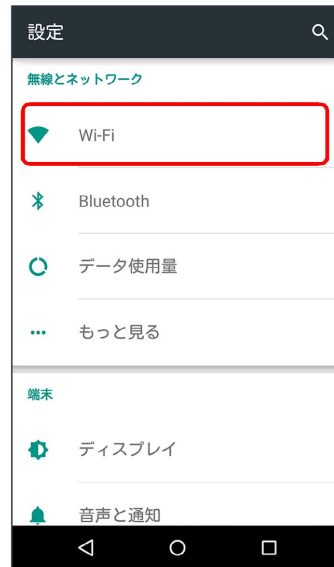 設定
無線とネットワーク
Wi-Fi
Bluetooth
データ使用量
もっと見る
端末
ディスプレイ
音声と通知